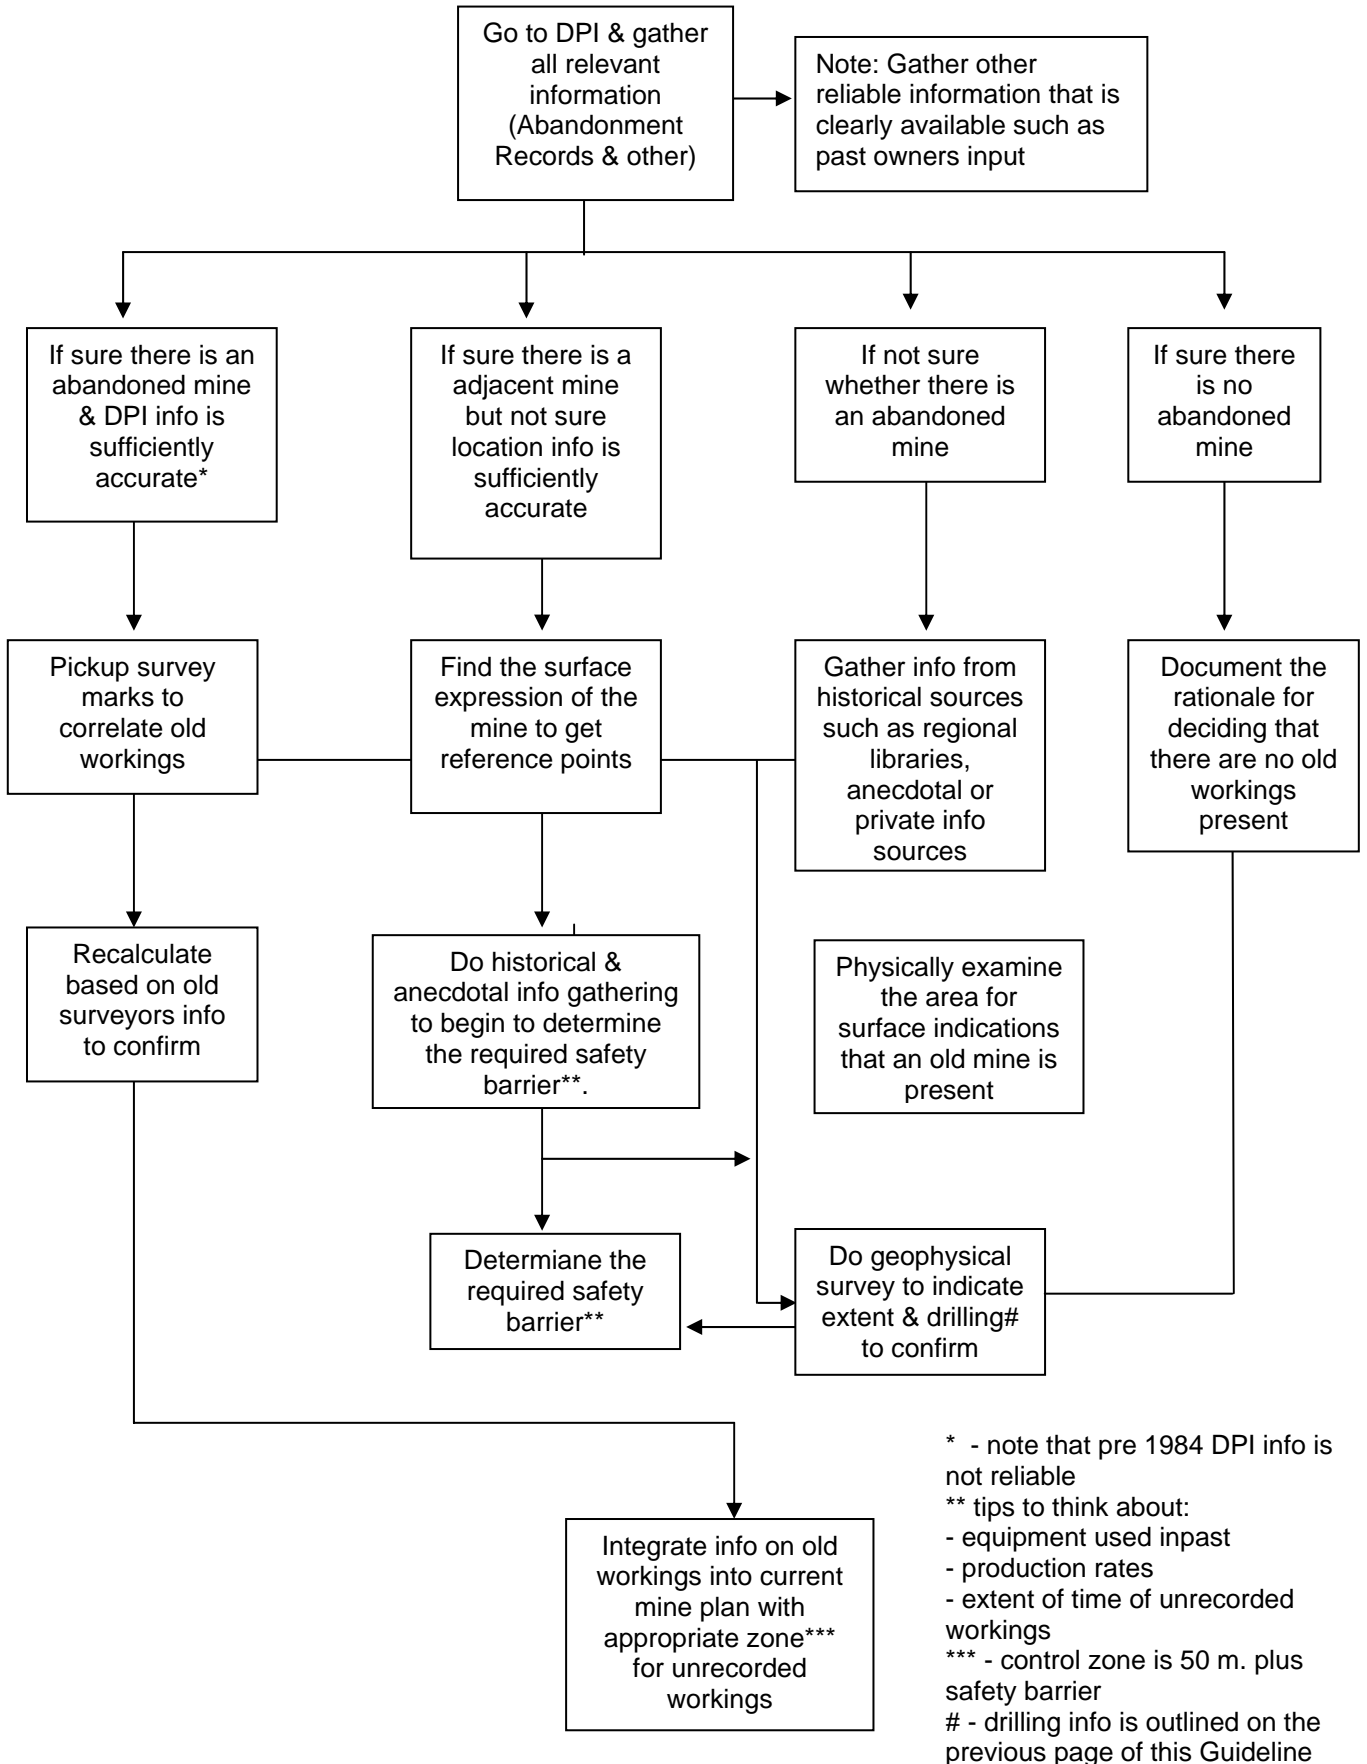 Go to DPI & gather
all relevant
information
(Abandonment
Records & other)
Note: Gather other
reliable information that is
clearly available such as
past owners input
If sure there is an
abandoned mine
& DPI info is
sufficiently
accurate*
If sure there is a
adjacent mine
but not sure
location info is
sufficiently
accurate
If not sure
whether there is
an abandoned
mine
If sure there
is no
abandoned
mine
Pickup survey
marks to
correlate old
workings
Find the surface
expression of the
mine to get
reference points
Gather info from
historical sources
such as regional
libraries,
anecdotal or
private info
sources
Document the
rationale for
deciding that
there are no old
workings
present
Recalculate
based on old
surveyors info
to confirm
Do historical &
anecdotal info gathering
to begin to determine
the required safety
barrier**.
Physically examine
the area for
surface indications
that an old mine is
present
Determiane the
required safety
barrier**
Do geophysical
survey to indicate
extent & drilling#
to confirm
Integrate info on old
workings into current
mine plan with
appropriate zone***
for unrecorded
workings
* - note that pre 1984 DPI info is
not reliable
** tips to think about:
- equipment used inpast
- production rates
- extent of time of unrecorded
workings
*** - control zone is 50 m. plus
safety barrier
# - drilling info is outlined on the
previous page of this Guideline